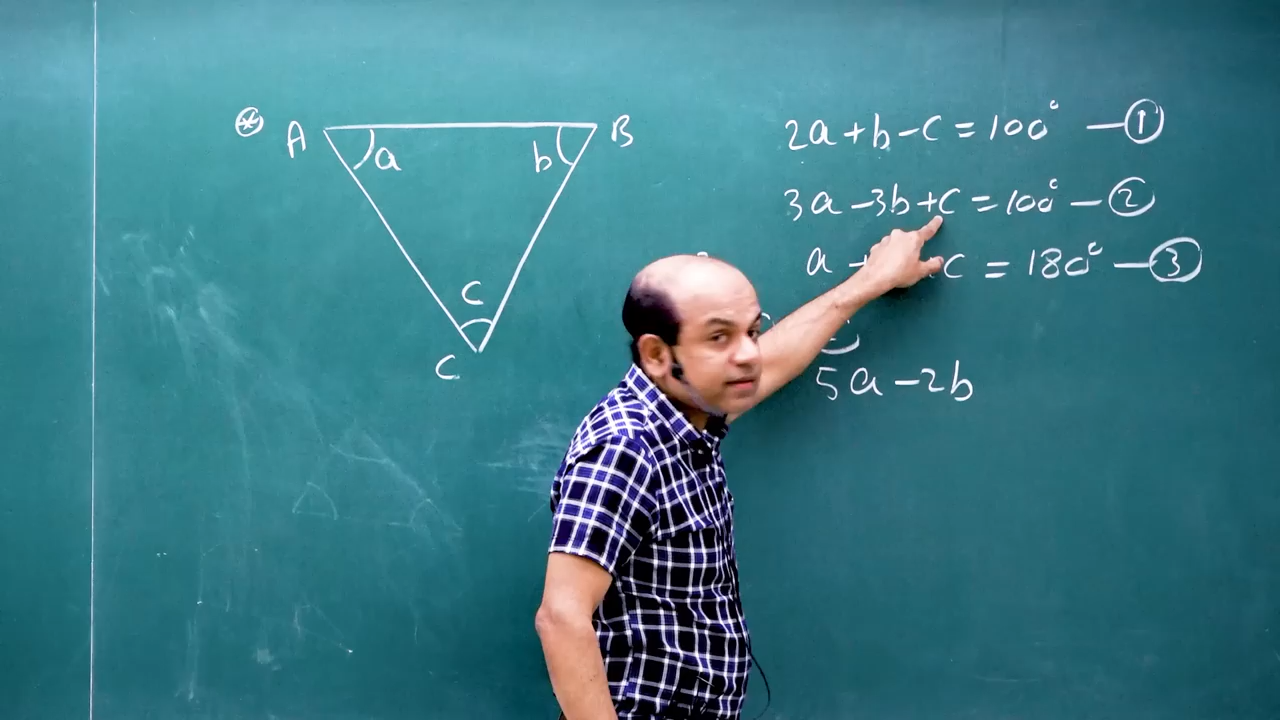 ⊛ A a b B
C
C
2a + b - C = 100° — ①
3a - 3b + C = 100° — ②
a + C = 180° — ③
5a - 2b